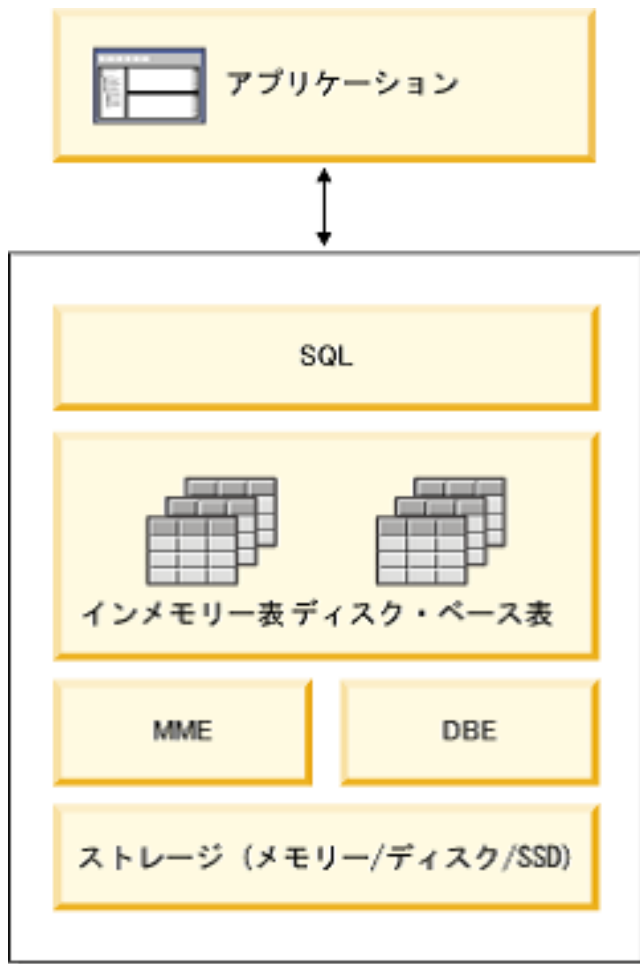 アプリケーション
SQL
インメモリー表 ディスク・ベース表
MME
DBE
ストレージ (メモリー/ディスク/SSD)